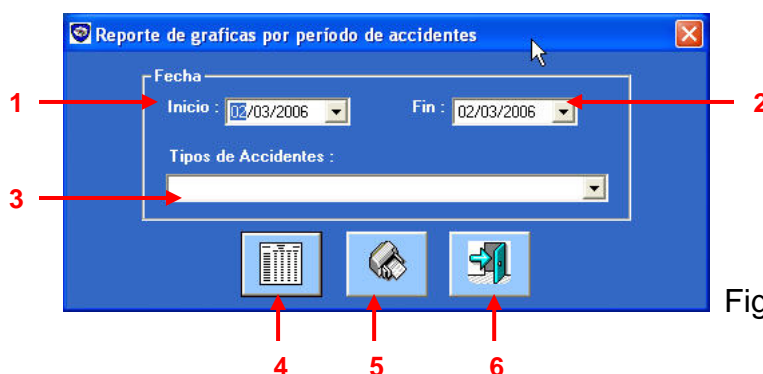 Reporte de graficas por período de accidentes
Fecha
1 Inicio : 02/03/2006 Fin : 02/03/2006 2
Tipos de Accidentes :
3
Fig
4 5 6